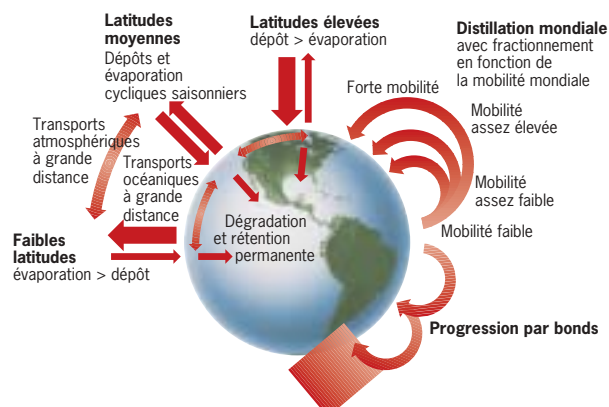 Latitudes
moyennes
Dépôts et
évaporation
cycliques saisonniers
Latitudes élevées
dépôt > évaporation
Distillation mondiale
avec fractionnement
en fonction de
la mobilité mondiale
Forte mobilité
Mobilité
assez élevée
Mobilité
assez faible
Mobilité faible
Transports
atmosphériques
à grande
distance
Transports
océaniques
à grande
distance
Dégradation
et rétention
permanente
Faibles
latitudes
évaporation > dépôt
Progression par bonds